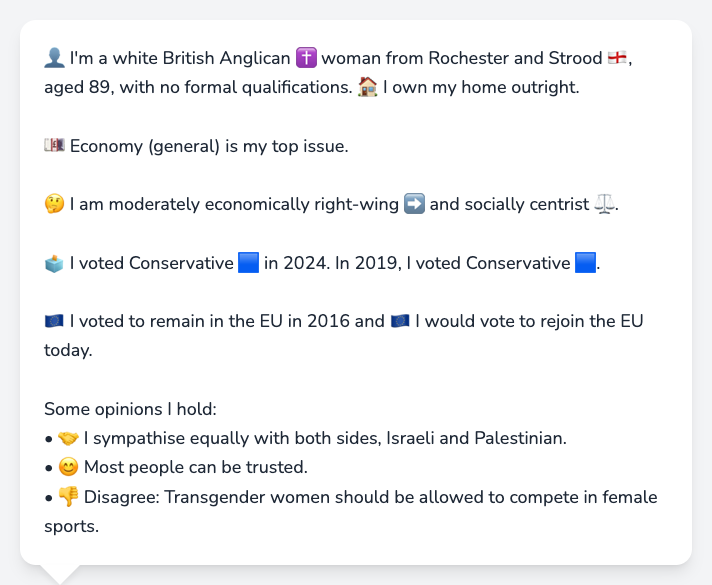 👤 I'm a white British Anglican ✝️ woman from Rochester and Strood 🏴󠁧󠁢󠁥󠁮󠁧󠁿,
aged 89, with no formal qualifications. 🏠 I own my home outright.
💷 Economy (general) is my top issue.
🤔 I am moderately economically right-wing ➡️ and socially centrist ⚖️.
🗳️ I voted Conservative 🟦 in 2024. In 2019, I voted Conservative 🟦.
🇪🇺 I voted to remain in the EU in 2016 and 🇪🇺 I would vote to rejoin the EU
today.
Some opinions I hold:
• 🤝 I sympathise equally with both sides, Israeli and Palestinian.
• 😊 Most people can be trusted.
• 👎 Disagree: Transgender women should be allowed to compete in female
sports.